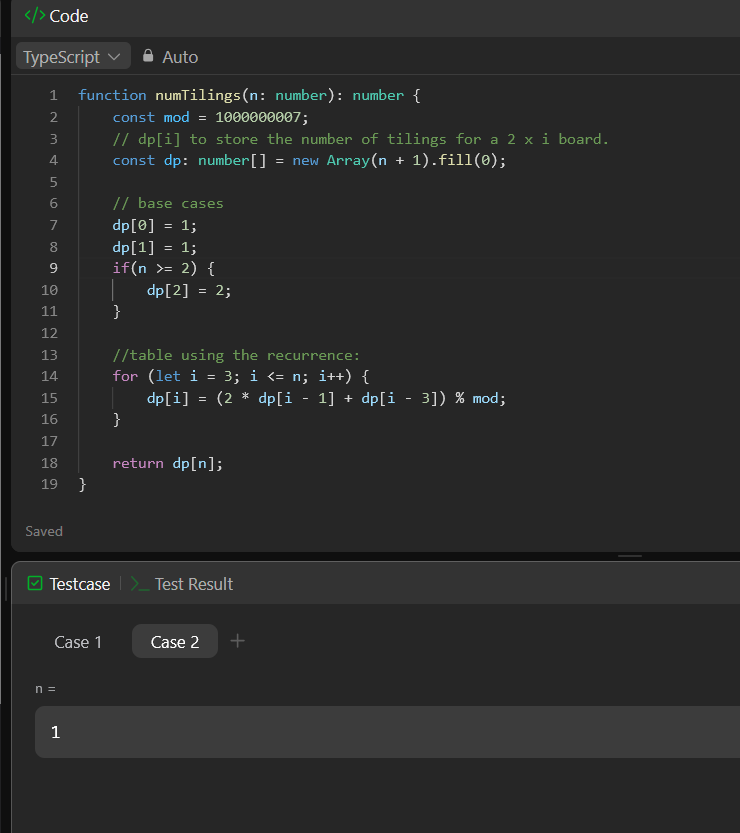 </> Code
TypeScript Auto
1 function numTilings(n: number): number {
2 const mod = 1000000007;
3 // dp[i] to store the number of tilings for a 2 x i board.
4 const dp: number[] = new Array(n + 1).fill(0);
5
6 // base cases
7 dp[0] = 1;
8 dp[1] = 1;
9 if(n >= 2) {
10 dp[2] = 2;
11 }
12
13 //table using the recurrence:
14 for (let i = 3; i <= n; i++) {
15 dp[i] = (2 * dp[i - 1] + dp[i - 3]) % mod;
16 }
17
18 return dp[n];
19 }
Saved
Testcase | >_ Test Result
Case 1 Case 2 +
n =
1